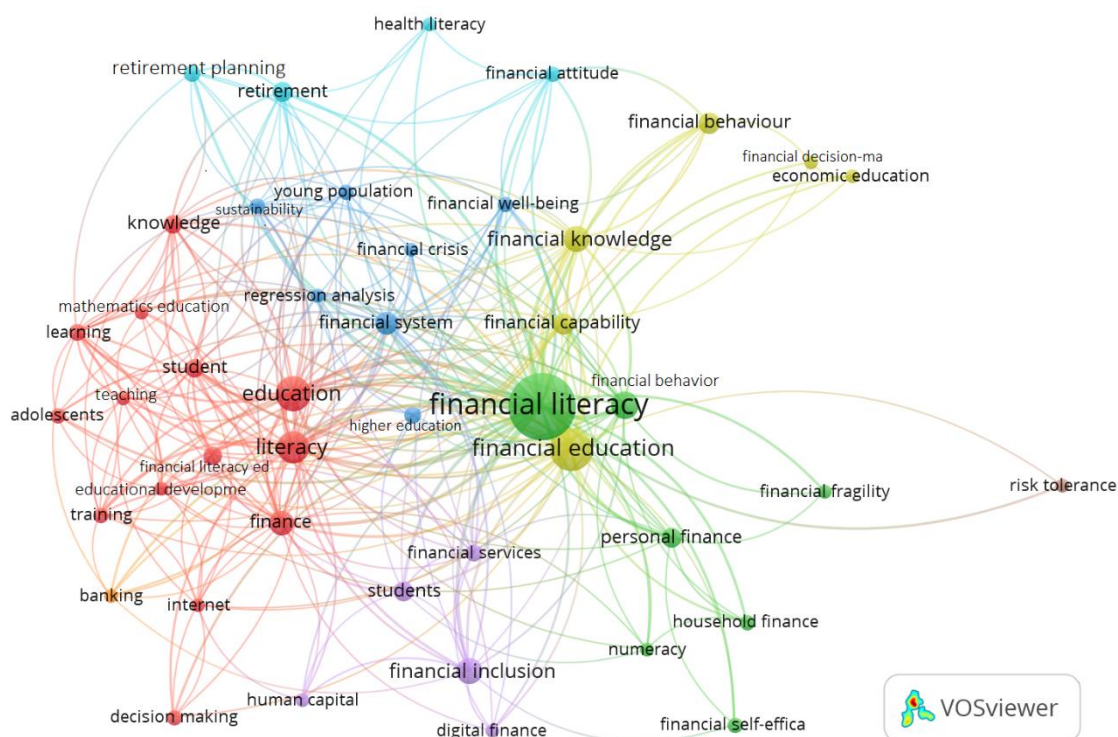 health literacy
retirement planning
financial attitude
retirement
financial behaviour
financial decision-ma
economic education
young population
sustainability
financial well-being
knowledge
financial knowledge
financial crisis
regression analysis
mathematics education
financial system
financial capability
learning
student
financial behavior
education
teaching
financial literacy
adolescents
higher education
literacy
financial education
financial literacy ed
educational developme
risk tolerance
financial fragility
training
finance
personal finance
financial services
students
banking
internet
household finance
numeracy
financial inclusion
human capital
decision making
digital finance
financial self-effica
VOSviewer